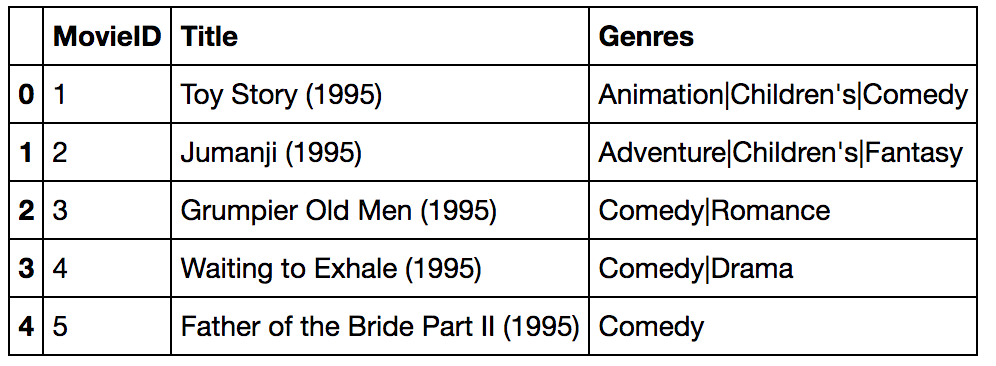 MovieID Title Genres
0 1 Toy Story (1995) Animation|Children's|Comedy
1 2 Jumanji (1995) Adventure|Children's|Fantasy
2 3 Grumpier Old Men (1995) Comedy|Romance
3 4 Waiting to Exhale (1995) Comedy|Drama
4 5 Father of the Bride Part II (1995) Comedy